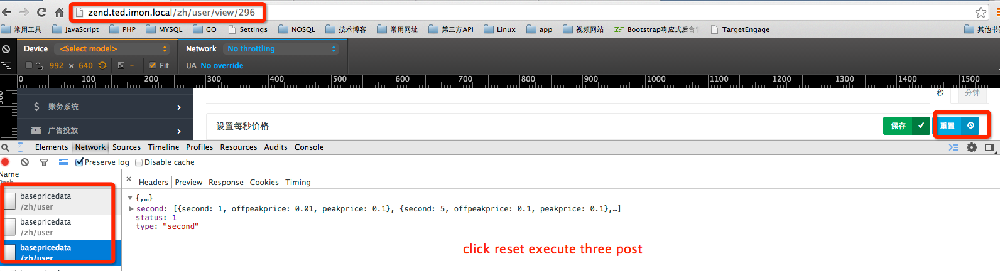 zend.ted.imon.local/zh/user/view/296
常用工具 JavaScript PHP MYSQL GO Settings NOSQL 技术博客 常用网址 第三方API Linux app 视频网站 Bootstrap响应式后台 TargetEngage 其他书签
Device <Select model> Network No throttling
992 × 640 - Fit UA No override
0 100 200 300 400 500 600 700 800 900 1000 1100 1200 1300 1400 1500
300
账务系统
秒 分钟
广告投放
设置每秒价格
保存 重置
Elements Network Sources Timeline Profiles Resources Audits Console
Preserve log Disable cache
Name
Path
× Headers Preview Response Cookies Timing
basepricedata
/zh/user
basepricedata
/zh/user
basepricedata
/zh/user
basepricedata
{,…}
second: [{second: 1, offpeakprice: 0.01, peakprice: 0.1}, {second: 5, offpeakprice: 0.1, peakprice: 0.1},…]
status: 1
type: "second"
click reset execute three post